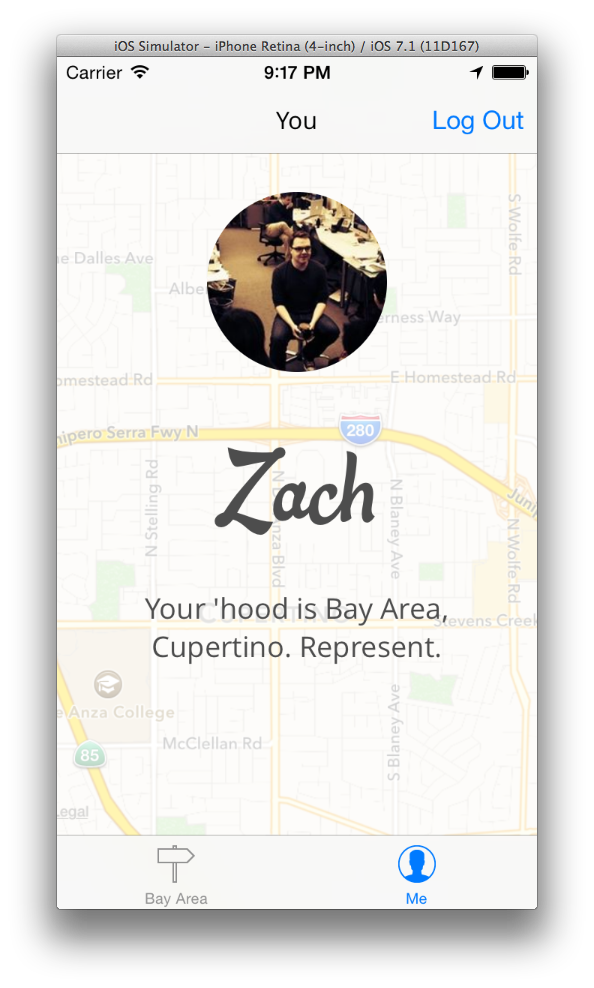 iOS Simulator – iPhone Retina (4-inch) / iOS 7.1 (11D167)
Carrier 9:17 PM
You Log Out
S Wolfe Rd
Dalles Ave
Albe
erness Way
omestead Rd
E Homestead Rd
nipero Serra Fwy N
280
Zach
N Stelling Rd
N Blaney Ave
Juni
N Wolfe Rd
Your 'hood is Bay Area,
CUPERTINO
Stevens Creek
Cupertino. Represent.
e Anza College
McClellan Rd
S Blaney Ave
85
Legal
Bay Area Me